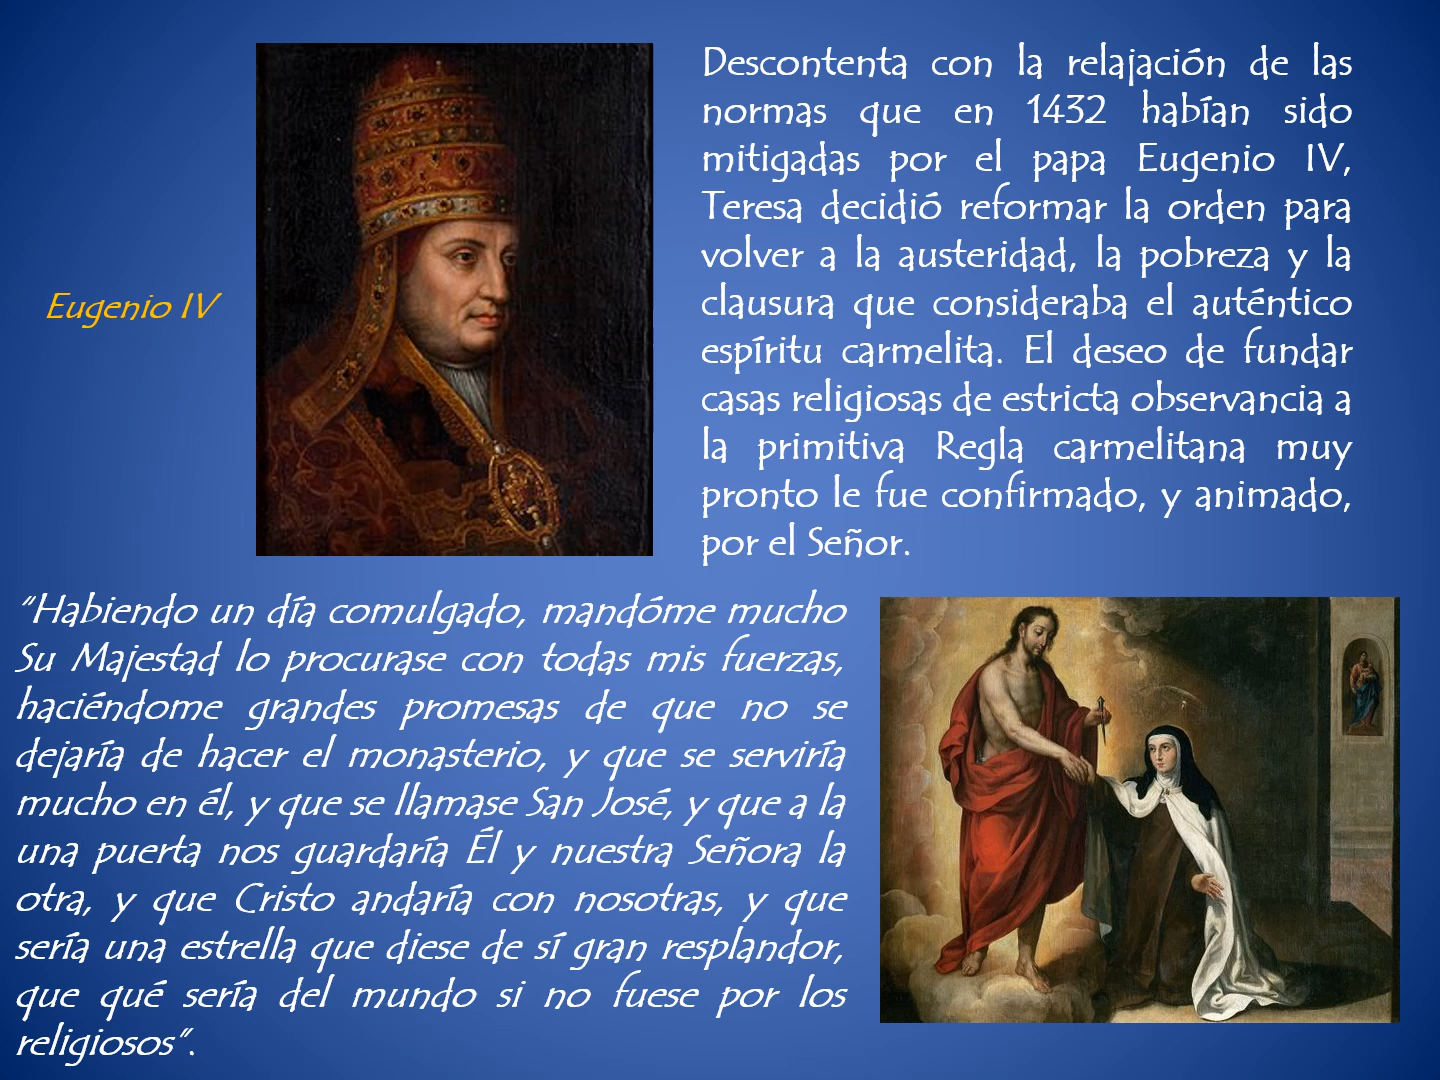 Eugenio IV
Descontenta con la relajación de las
normas que en 1432 habían sido
mitigadas por el papa Eugenio IV,
Teresa decidió reformar la orden para
volver a la austeridad, la pobreza y la
clausura que consideraba el auténtico
espíritu carmelita. El deseo de fundar
casas religiosas de estricta observancia a
la primitiva Regla carmelitana muy
pronto le fue confirmado, y animado,
por el Señor.
"Habiendo un día comulgado, mandóme mucho
Su Majestad lo procurase con todas mis fuerzas,
haciéndome grandes promesas de que no se
dejaría de hacer el monasterio, y que se serviría
mucho en él, y que se llamase San José, y que a la
una puerta nos guardaría Él y nuestra Señora la
otra, y que Cristo andaría con nosotras, y que
sería una estrella que diese de sí gran resplandor,
que qué sería del mundo si no fuese por los
religiosos".